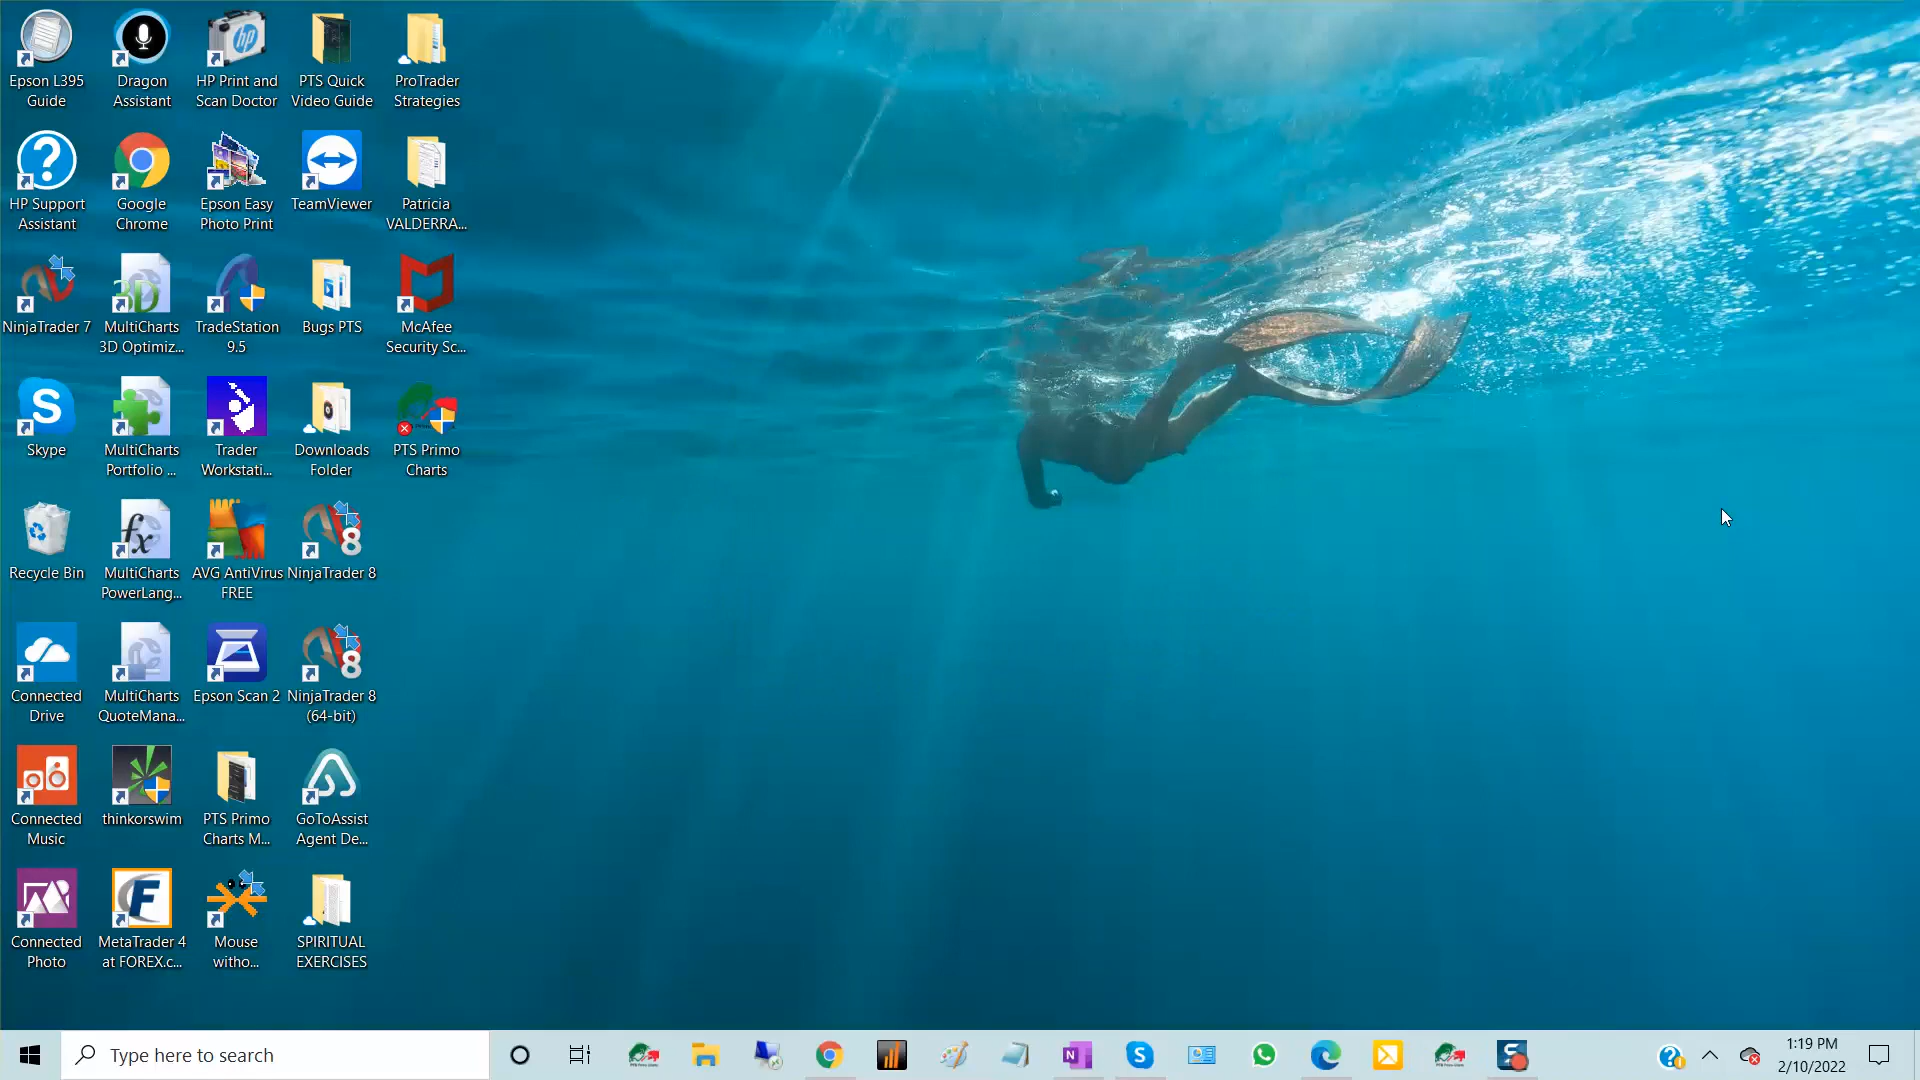 Epson L395
Guide
Dragon
Assistant
HP Print and
Scan Doctor
PTS Quick
Video Guide
ProTrader
Strategies
HP Support
Assistant
Google
Chrome
Epson Easy
Photo Print
TeamViewer
Patricia
VALDERRA...
NinjaTrader 7
MultiCharts
3D Optimiz...
TradeStation
9.5
Bugs PTS
McAfee
Security Sc...
Skype
MultiCharts
Portfolio ...
Trader
Workstati...
Downloads
Folder
PTS Primo
Charts
Recycle Bin
MultiCharts
PowerLang...
AVG AntiVirus
FREE
NinjaTrader 8
Connected
Drive
MultiCharts
QuoteMana...
Epson Scan 2
NinjaTrader 8
(64-bit)
Connected
Music
thinkorswim
PTS Primo
Charts M...
GoToAssist
Agent De...
Connected
Photo
MetaTrader 4
at FOREX.c...
Mouse
witho...
SPIRITUAL
EXERCISES
Type here to search
1:19 PM
2/10/2022